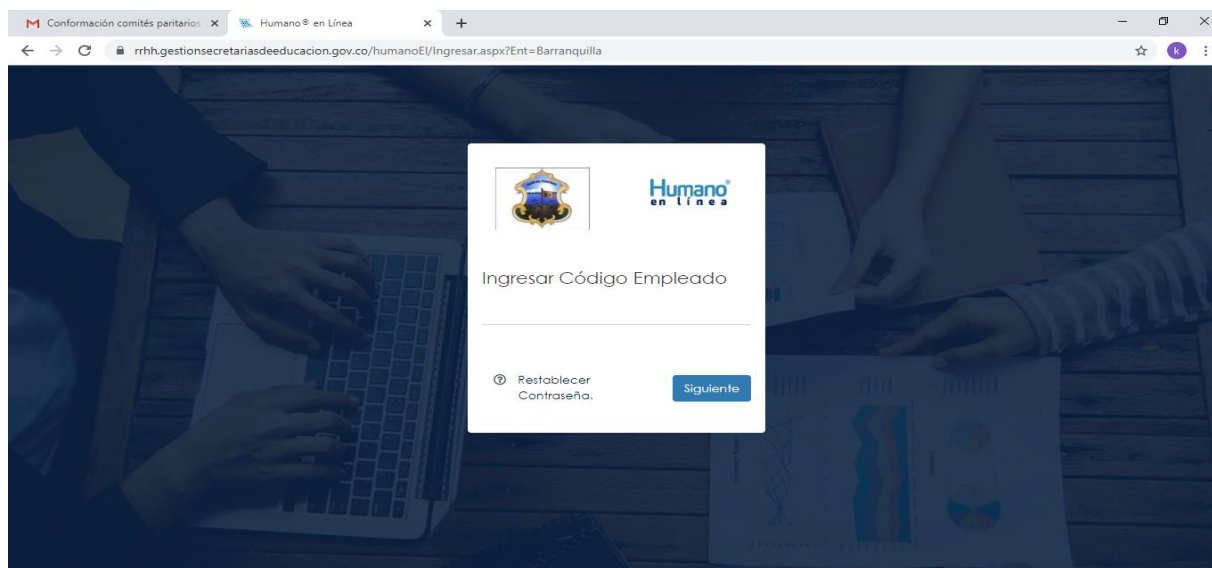 Conformación comités paritarios
Humano® en Línea
rrhh.gestionsecretariasdeeducacion.gov.co/humanoEl/Ingresar.aspx?Ent=Barranquilla
k
Humano®
en línea
Ingresar Código Empleado
Restablecer
Contraseña.
Siguiente